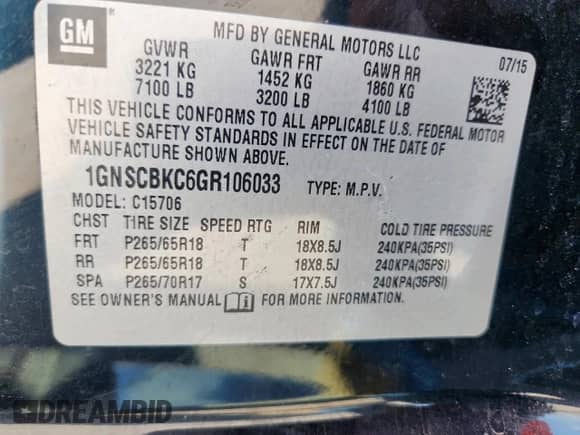 GM
MFD BY GENERAL MOTORS LLC
07/15
GVWR GAWR FRT GAWR RR
3221 KG 1452 KG 1860 KG
7100 LB 3200 LB 4100 LB
THIS VEHICLE CONFORMS TO ALL APPLICABLE U.S. FEDERAL MOTOR
VEHICLE SAFETY STANDARDS IN EFFECT ON THE DATE OF
MANUFACTURE SHOWN ABOVE.
1GNSCBKC6GR106033 TYPE: M.P.V.
MODEL: C15706
CHST TIRE SIZE SPEED RTG RIM COLD TIRE PRESSURE
FRT P265/65R18 T 18X8.5J 240KPA(35PSI)
RR P265/65R18 T 18X8.5J 240KPA(35PSI)
SPA P265/70R17 S 17X7.5J 240KPA(35PSI)
SEE OWNER'S MANUAL FOR MORE INFORMATION.
DREAMBID